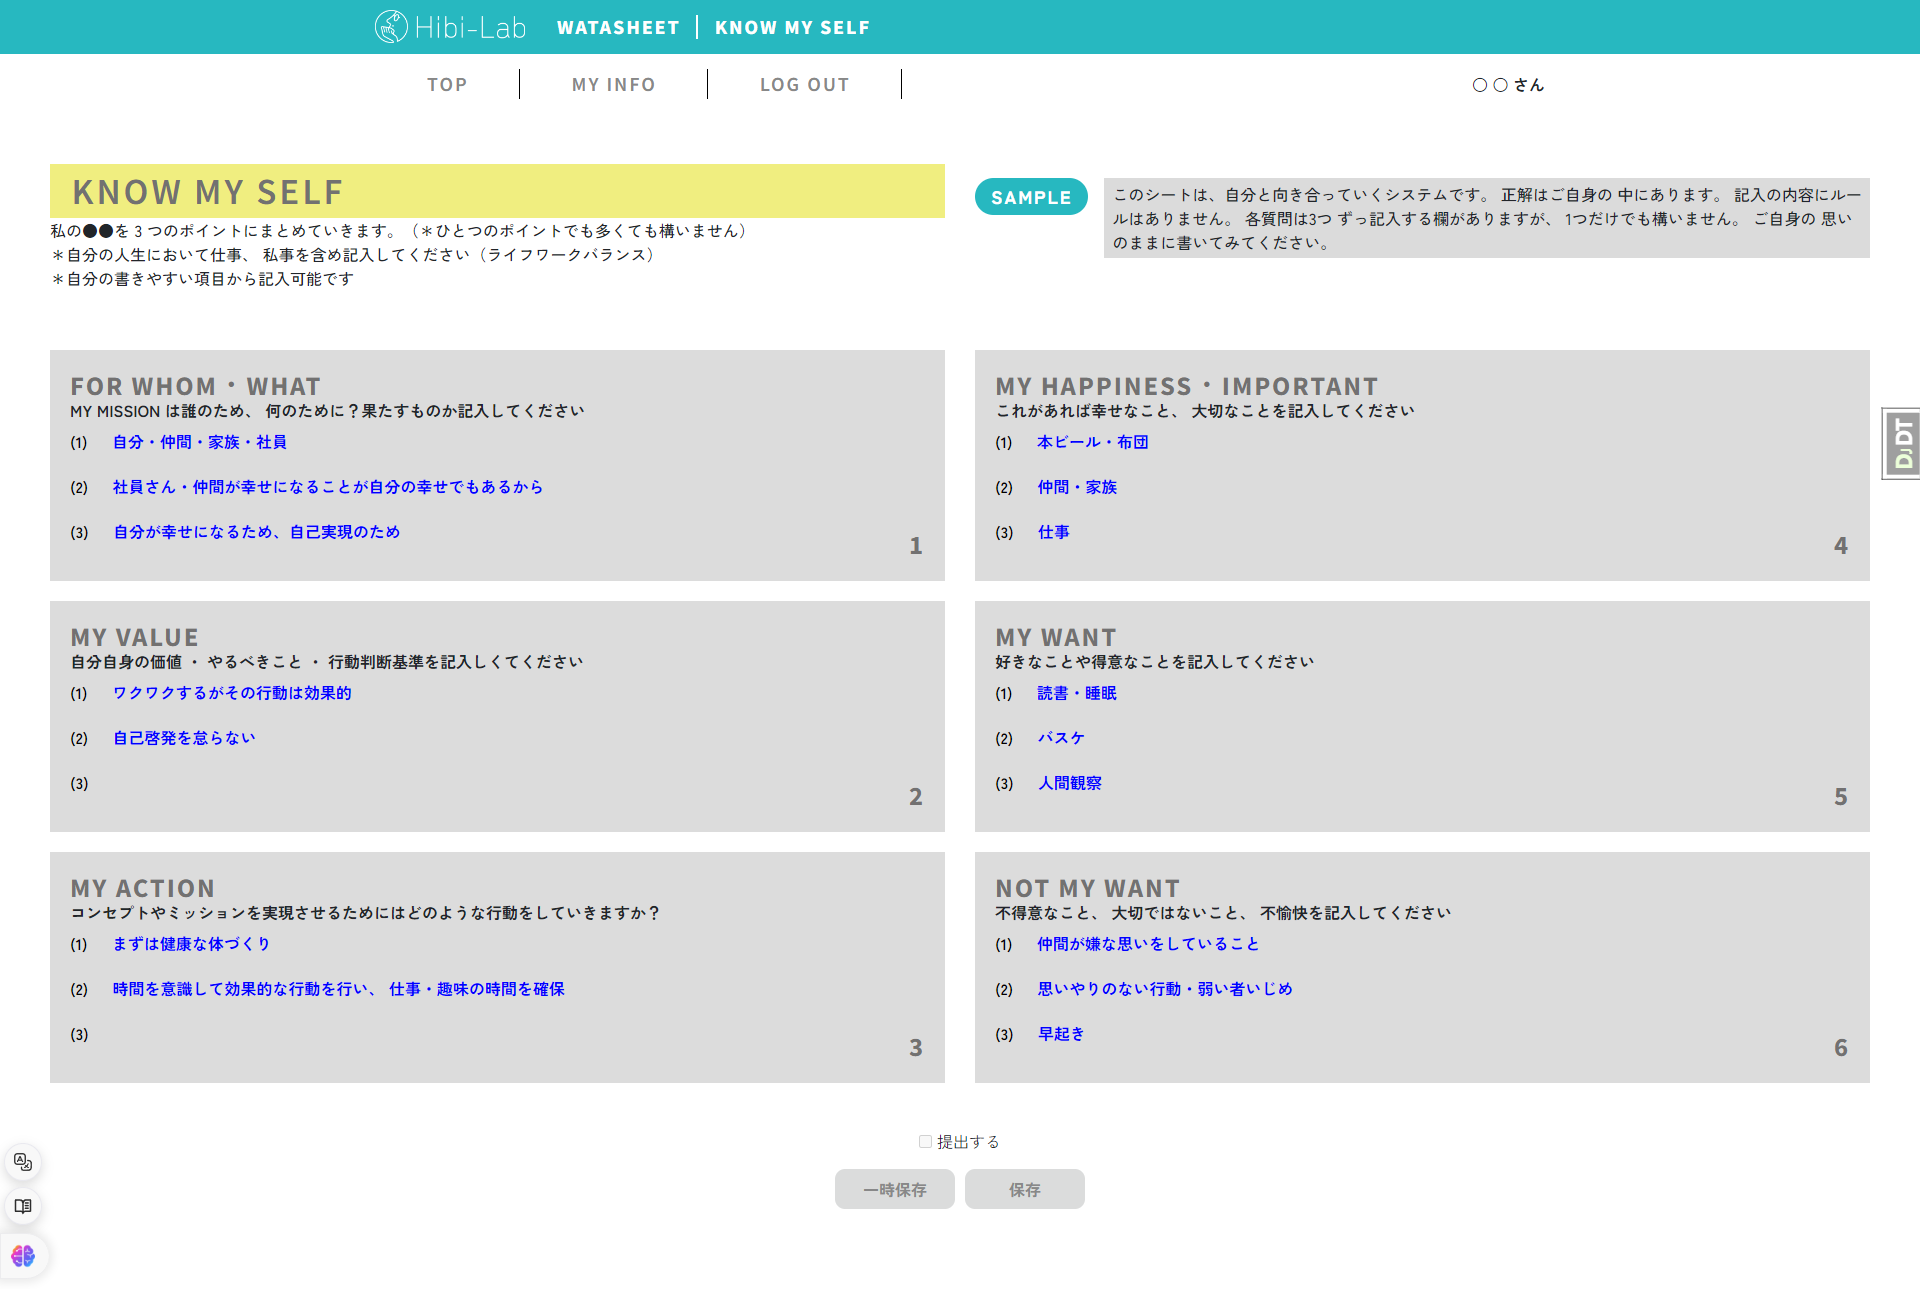 Hibi-Lab WATASHEET KNOW MY SELF
TOP MY INFO LOG OUT 〇 〇 さん
KNOW MY SELF
私の●●を 3 つのポイントにまとめていきます。（＊ひとつのポイントでも多くても構いません）
＊自分の人生において仕事、 私事を含め記入してください（ライフワークバランス）
＊自分の書きやすい項目から記入可能です
SAMPLE
このシートは、自分と向き合っていくシステムです。 正解はご自身の 中にあります。 記入の内容にルー
ルはありません。 各質問は3つ ずっ記入する欄がありますが、 1つだけでも構いません。 ご自身の 思い
のままに書いてみてください。
FOR WHOM・WHAT
MY MISSION は誰のため、 何のために？果たすものか記入してください
(1) 自分・仲間・家族・社員
(2) 社員さん・仲間が幸せになることが自分の幸せでもあるから
(3) 自分が幸せになるため、自己実現のため
1
MY VALUE
自分自身の価値 ・ やるべきこと ・ 行動判断基準を記入しくてください
(1) ワクワクするがその行動は効果的
(2) 自己啓発を怠らない
(3)
2
MY ACTION
コンセプトやミッションを実現させるためにはどのような行動をしていきますか？
(1) まずは健康な体づくり
(2) 時間を意識して効果的な行動を行い、 仕事・趣味の時間を確保
(3)
3
MY HAPPINESS・IMPORTANT
これがあれば幸せなこと、 大切なことを記入してください
(1) 本ビール・布団
(2) 仲間・家族
(3) 仕事
4
MY WANT
好きなことや得意なことを記入してください
(1) 読書・睡眠
(2) バスケ
(3) 人間観察
5
NOT MY WANT
不得意なこと、 大切ではないこと、 不愉快を記入してください
(1) 仲間が嫌な思いをしていること
(2) 思いやりのない行動・弱い者いじめ
(3) 早起き
6
DJDT
提出する
一時保存 保存